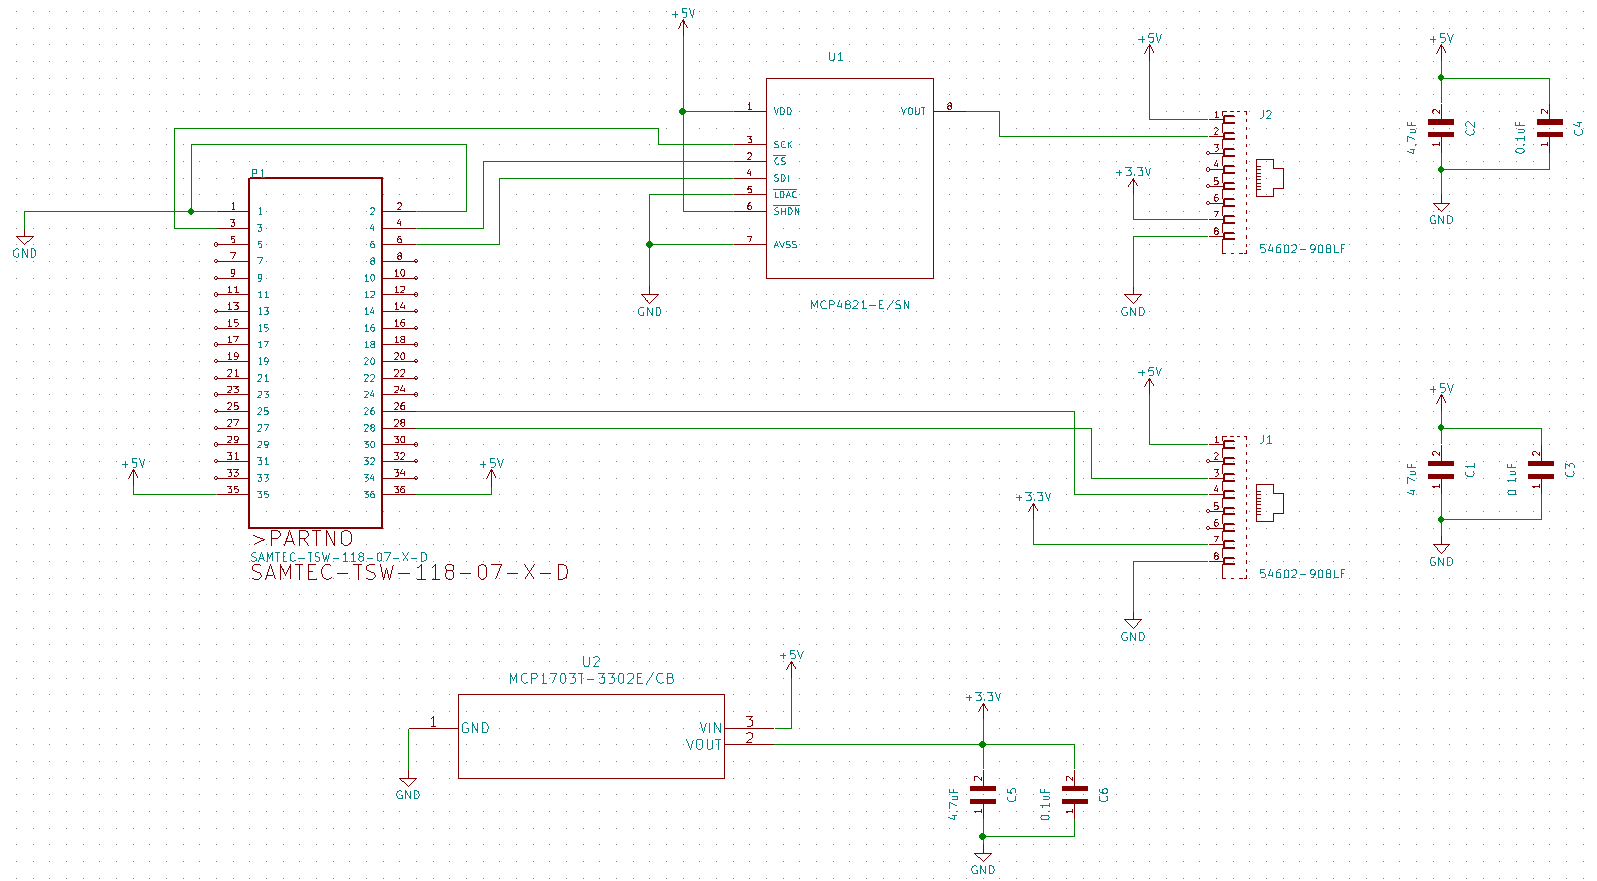 +5V
U1
1 VDD
3 SCK
2 CS
4 SDI
5 LDAC
6 SHDN
7 AVSS
VOUT 8
MCP4821-E/SN
GND
+5V
J2
1
2
3
4
5
6
7
8
+3.3V
54602-908LF
GND
+5V
4.7uF 2 1 C2
0.1uF 2 1 C4
GND
P1
1 1 2 2
3 3 4 4
5 5 6 6
7 7 8 8
9 9 10 10
11 11 12 12
13 13 14 14
15 15 16 16
17 17 18 18
19 19 20 20
21 21 22 22
23 23 24 24
25 25 26 26
27 27 28 28
29 29 30 30
31 31 32 32
33 33 34 34
35 35 36 36
GND
+5V
+5V
>PARTNO
SAMTEC-TSW-118-07-X-D
SAMTEC-TSW-118-07-X-D
+5V
J1
1
2
3
4
5
6
7
8
+3.3V
54602-908LF
GND
+5V
4.7uF 2 1 C1
0.1uF 2 1 C3
GND
U2
MCP1703T-3302E/CB
+5V
1 GND
VIN 3
VOUT 2
GND
+3.3V
4.7uF 2 1 C5
0.1uF 2 1 C6
GND